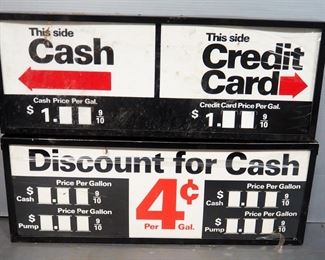 This side
Cash
Cash Price Per Gal.
$ 1. 9/10
This side
Credit
Card
Credit Card Price Per Gal.
$ 1. 9/10
Discount for Cash
Price Per Gallon
$ Cash . 9/10
Price Per Gallon
$ Pump . 9/10
4¢
Per Gal.
Price Per Gallon
$ Cash . 9/10
Price Per Gallon
$ Pump . 9/10